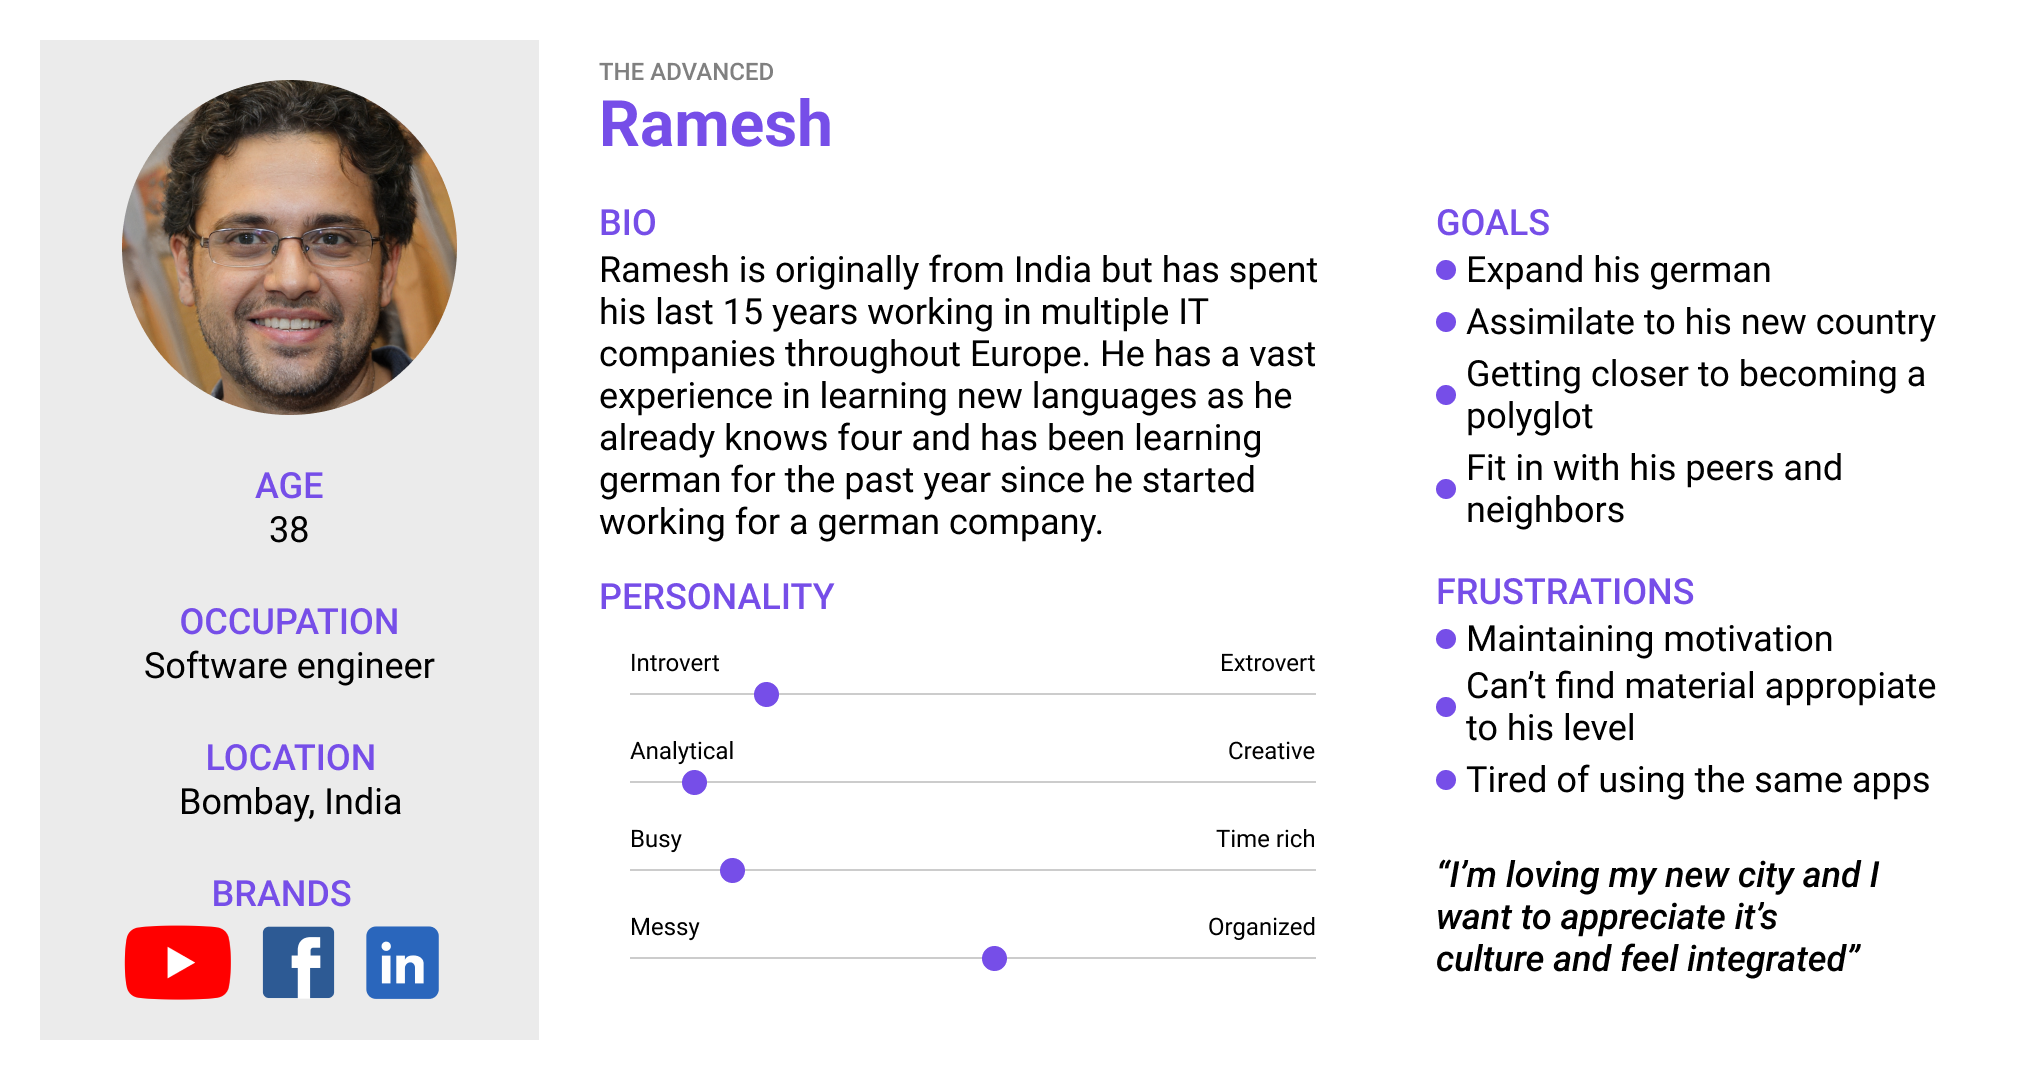 THE ADVANCED
Ramesh
AGE
38
OCCUPATION
Software engineer
LOCATION
Bombay, India
BRANDS
f
in
BIO
Ramesh is originally from India but has spent
his last 15 years working in multiple IT
companies throughout Europe. He has a vast
experience in learning new languages as he
already knows four and has been learning
german for the past year since he started
working for a german company.
PERSONALITY
Introvert Extrovert
Analytical Creative
Busy Time rich
Messy Organized
GOALS
Expand his german
Assimilate to his new country
Getting closer to becoming a
polyglot
Fit in with his peers and
neighbors
FRUSTRATIONS
Maintaining motivation
Can’t find material appropiate
to his level
Tired of using the same apps
“I’m loving my new city and I
want to appreciate it’s
culture and feel integrated”